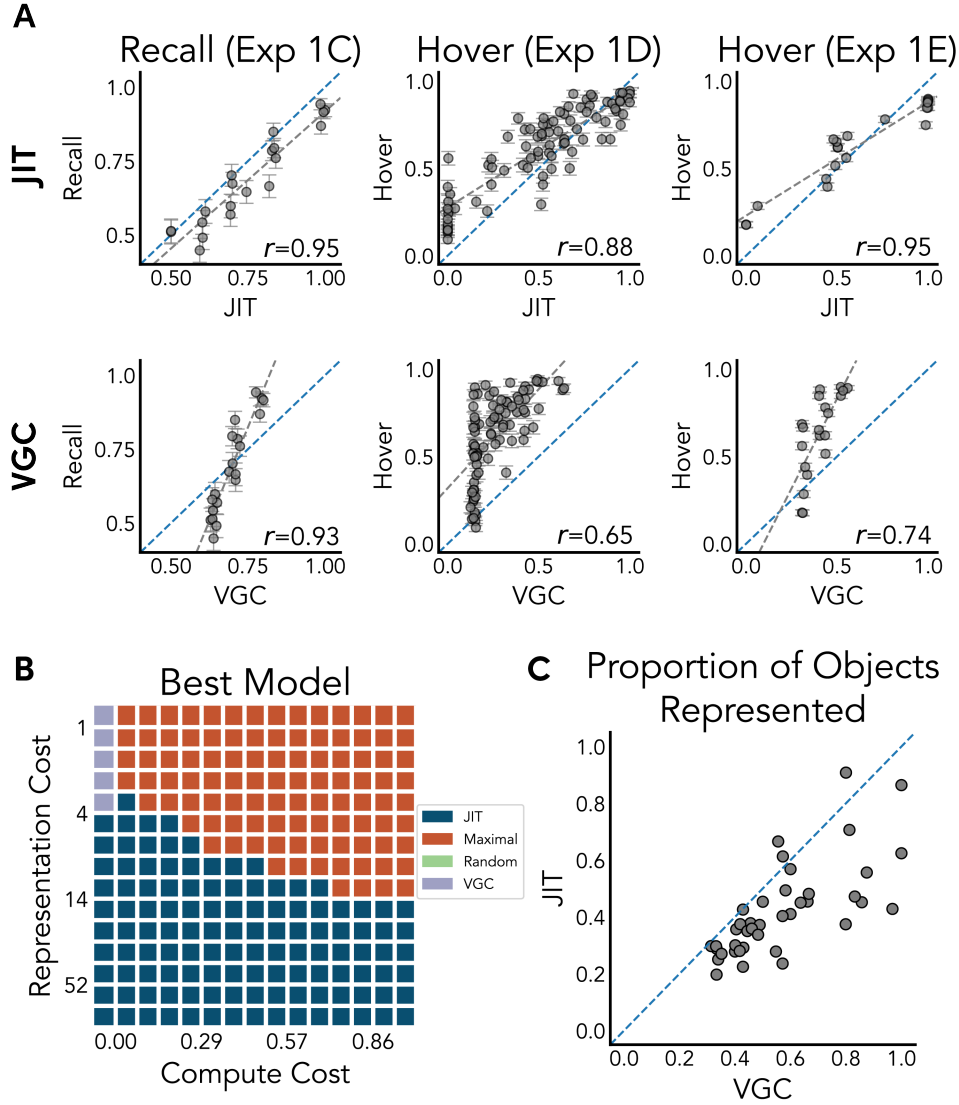 A
Recall (Exp 1C)
Hover (Exp 1D)
Hover (Exp 1E)
JIT
Recall
1.0
0.75
0.5
r=0.95
0.50 0.75 1.00
JIT
Hover
1.0
0.5
0.0
r=0.88
0.0 0.5 1.0
JIT
Hover
1.0
0.5
0.0
r=0.95
0.0 0.5 1.0
JIT
VGC
Recall
1.0
0.75
0.5
r=0.93
0.50 0.75 1.00
VGC
Hover
1.0
0.5
0.0
r=0.65
0.0 0.5 1.0
VGC
Hover
1.0
0.5
0.0
r=0.74
0.0 0.5 1.0
VGC
B
Best Model
Representation Cost
1
4
14
52
0.00 0.29 0.57 0.86
Compute Cost
JIT
Maximal
Random
VGC
C
Proportion of Objects
Represented
JIT
1.0
0.8
0.6
0.4
0.2
0.0
0.0 0.2 0.4 0.6 0.8 1.0
VGC